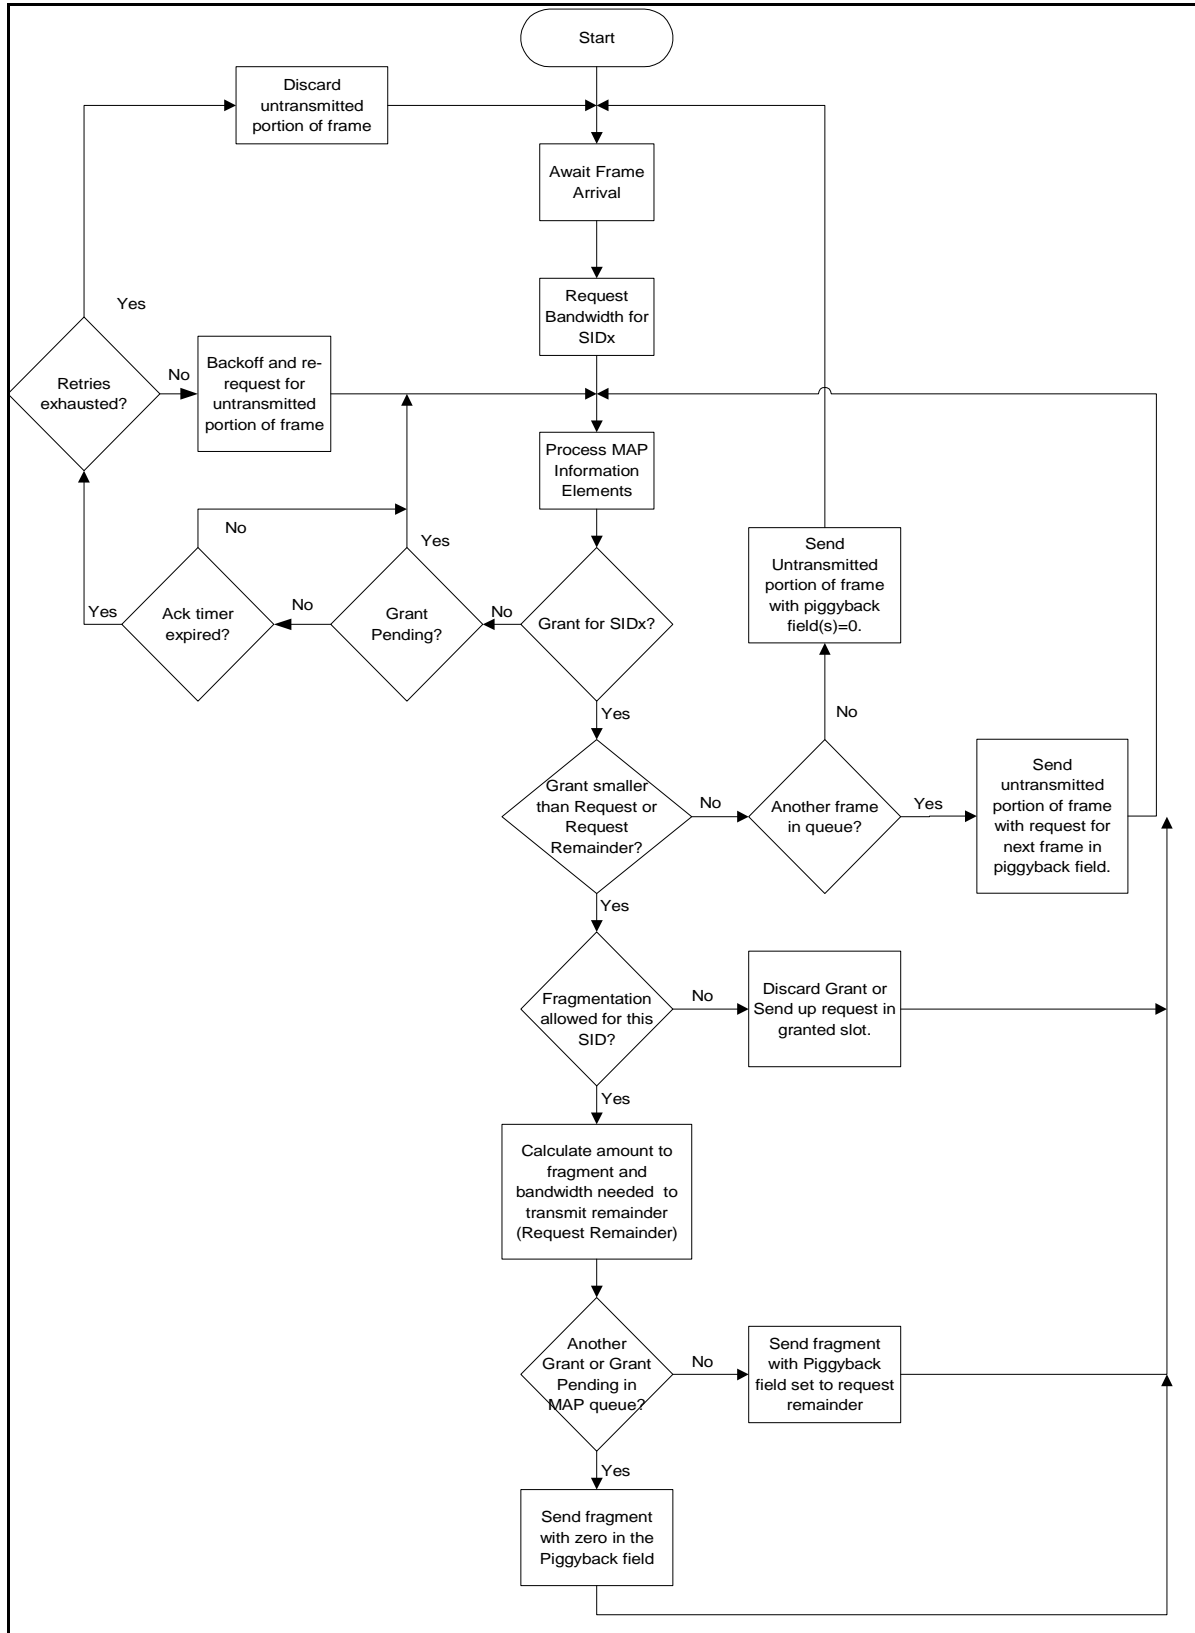 Start
Discard
untransmitted
portion of frame
Await Frame
Arrival
Request
Bandwidth for
SIDx
Yes
Retries
exhausted?
No
Backoff and re-
request for
untransmitted
portion of frame
Process MAP
Information
Elements
No
Yes
Send
Untransmitted
portion of frame
with piggyback
field(s)=0.
Yes
Ack timer
expired?
No
Grant
Pending?
No
Grant for SIDx?
Yes
No
Grant smaller
than Request or
Request
Remainder?
No
Another frame
in queue?
Yes
Send
untransmitted
portion of frame
with request for
next frame in
piggyback field.
Yes
Fragmentation
allowed for this
SID?
No
Discard Grant or
Send up request in
granted slot.
Yes
Calculate amount to
fragment and
bandwidth needed  to
transmit remainder
(Request Remainder)
Another
Grant or Grant
Pending in
MAP queue?
No
Send fragment
with Piggyback
field set to request
remainder
Yes
Send fragment
with zero in the
Piggyback field